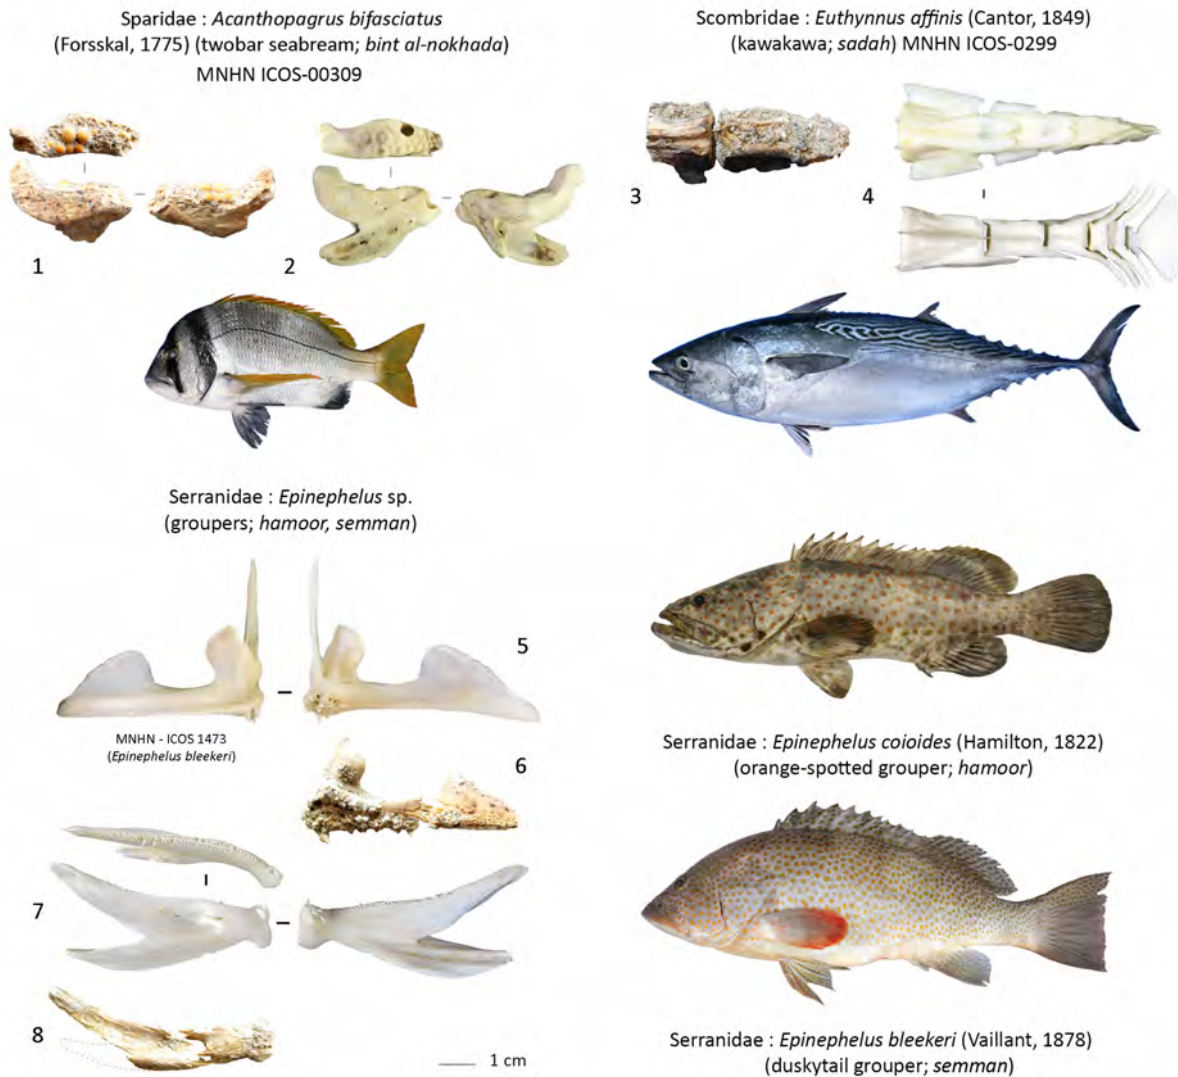 Sparidae : Acanthopagrus bifasciatus
(Forsskal, 1775) (twobar seabream; bint al-nokhada)
MNHN ICOS-00309
Scombridae : Euthynnus affinis (Cantor, 1849)
(kawakawa; sadah) MNHN ICOS-0299
1
2
3
4
Serranidae : Epinephelus sp.
(groupers; hamoor, semman)
5
MNHN - ICOS 1473
(Epinephelus bleekeri)
6
Serranidae : Epinephelus coioides (Hamilton, 1822)
(orange-spotted grouper; hamoor)
7
8
1 cm
Serranidae : Epinephelus bleekeri (Vaillant, 1878)
(duskytail grouper; semman)